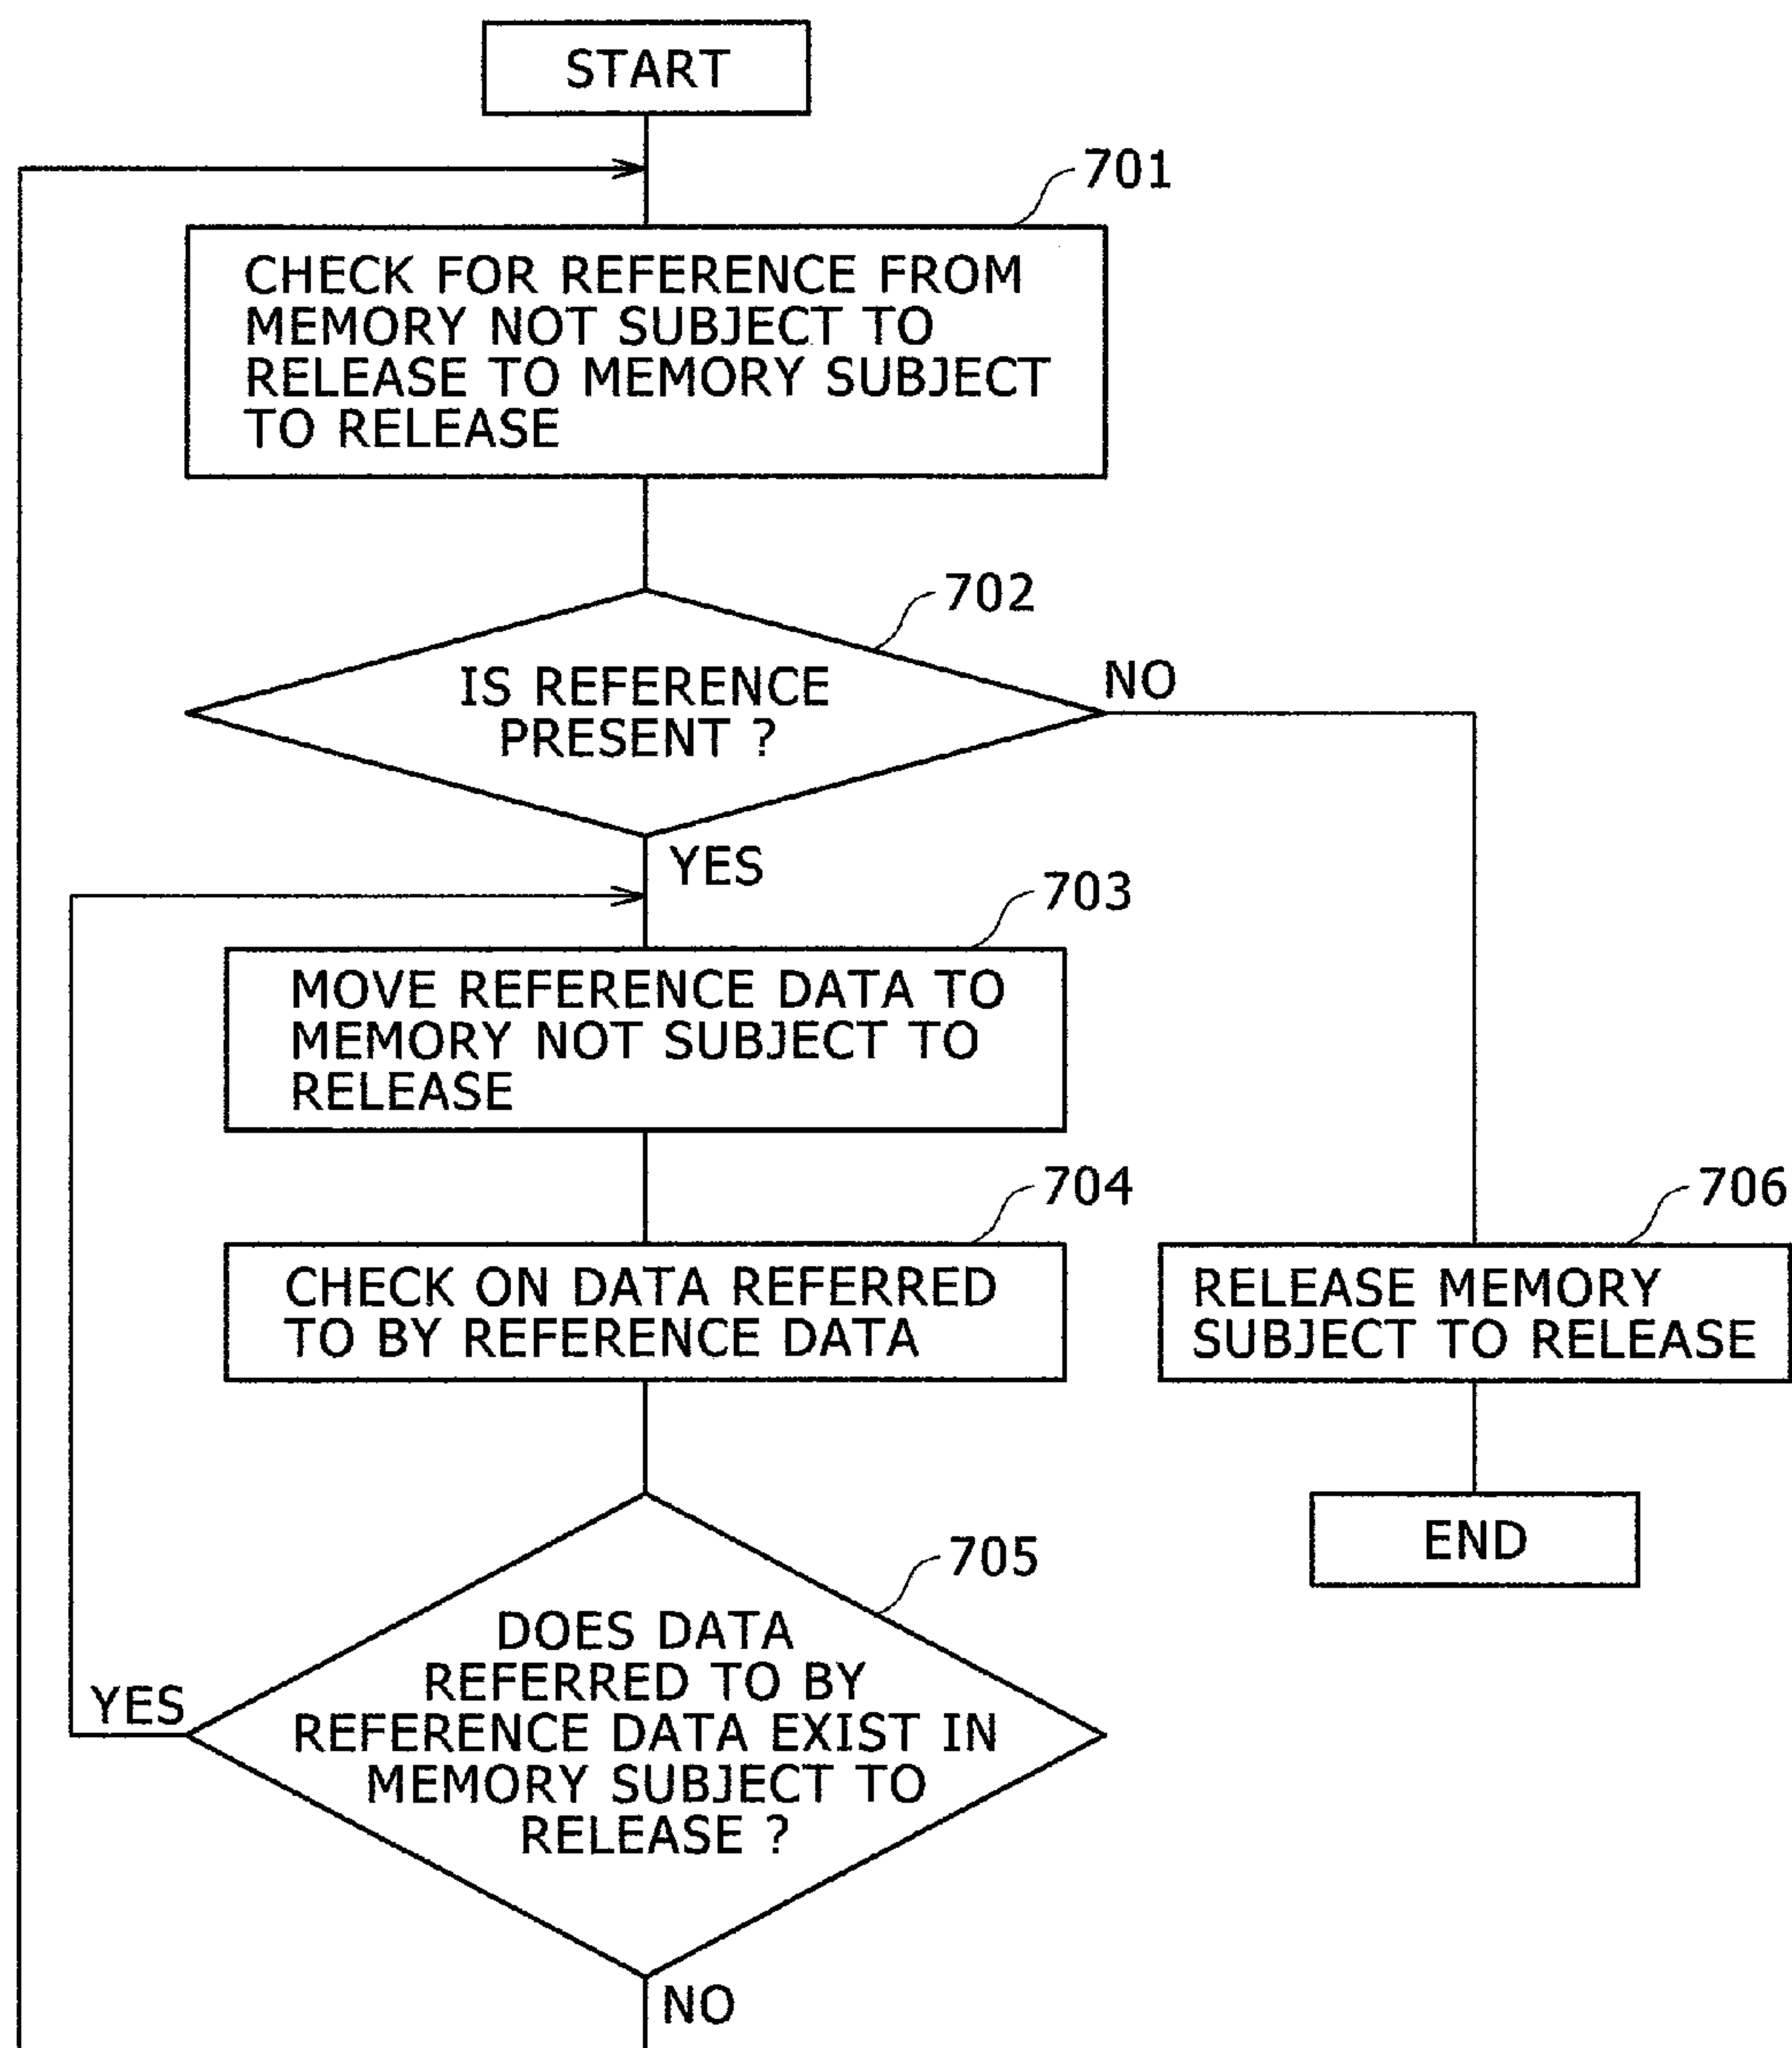 START
701
CHECK FOR REFERENCE FROM
MEMORY NOT SUBJECT TO
RELEASE TO MEMORY SUBJECT
TO RELEASE
702
IS REFERENCE
PRESENT ?
NO
YES
703
MOVE REFERENCE DATA TO
MEMORY NOT SUBJECT TO
RELEASE
704
CHECK ON DATA REFERRED
TO BY REFERENCE DATA
706
RELEASE MEMORY
SUBJECT TO RELEASE
END
705
DOES DATA
REFERRED TO BY
REFERENCE DATA EXIST IN
MEMORY SUBJECT TO
RELEASE ?
YES
NO